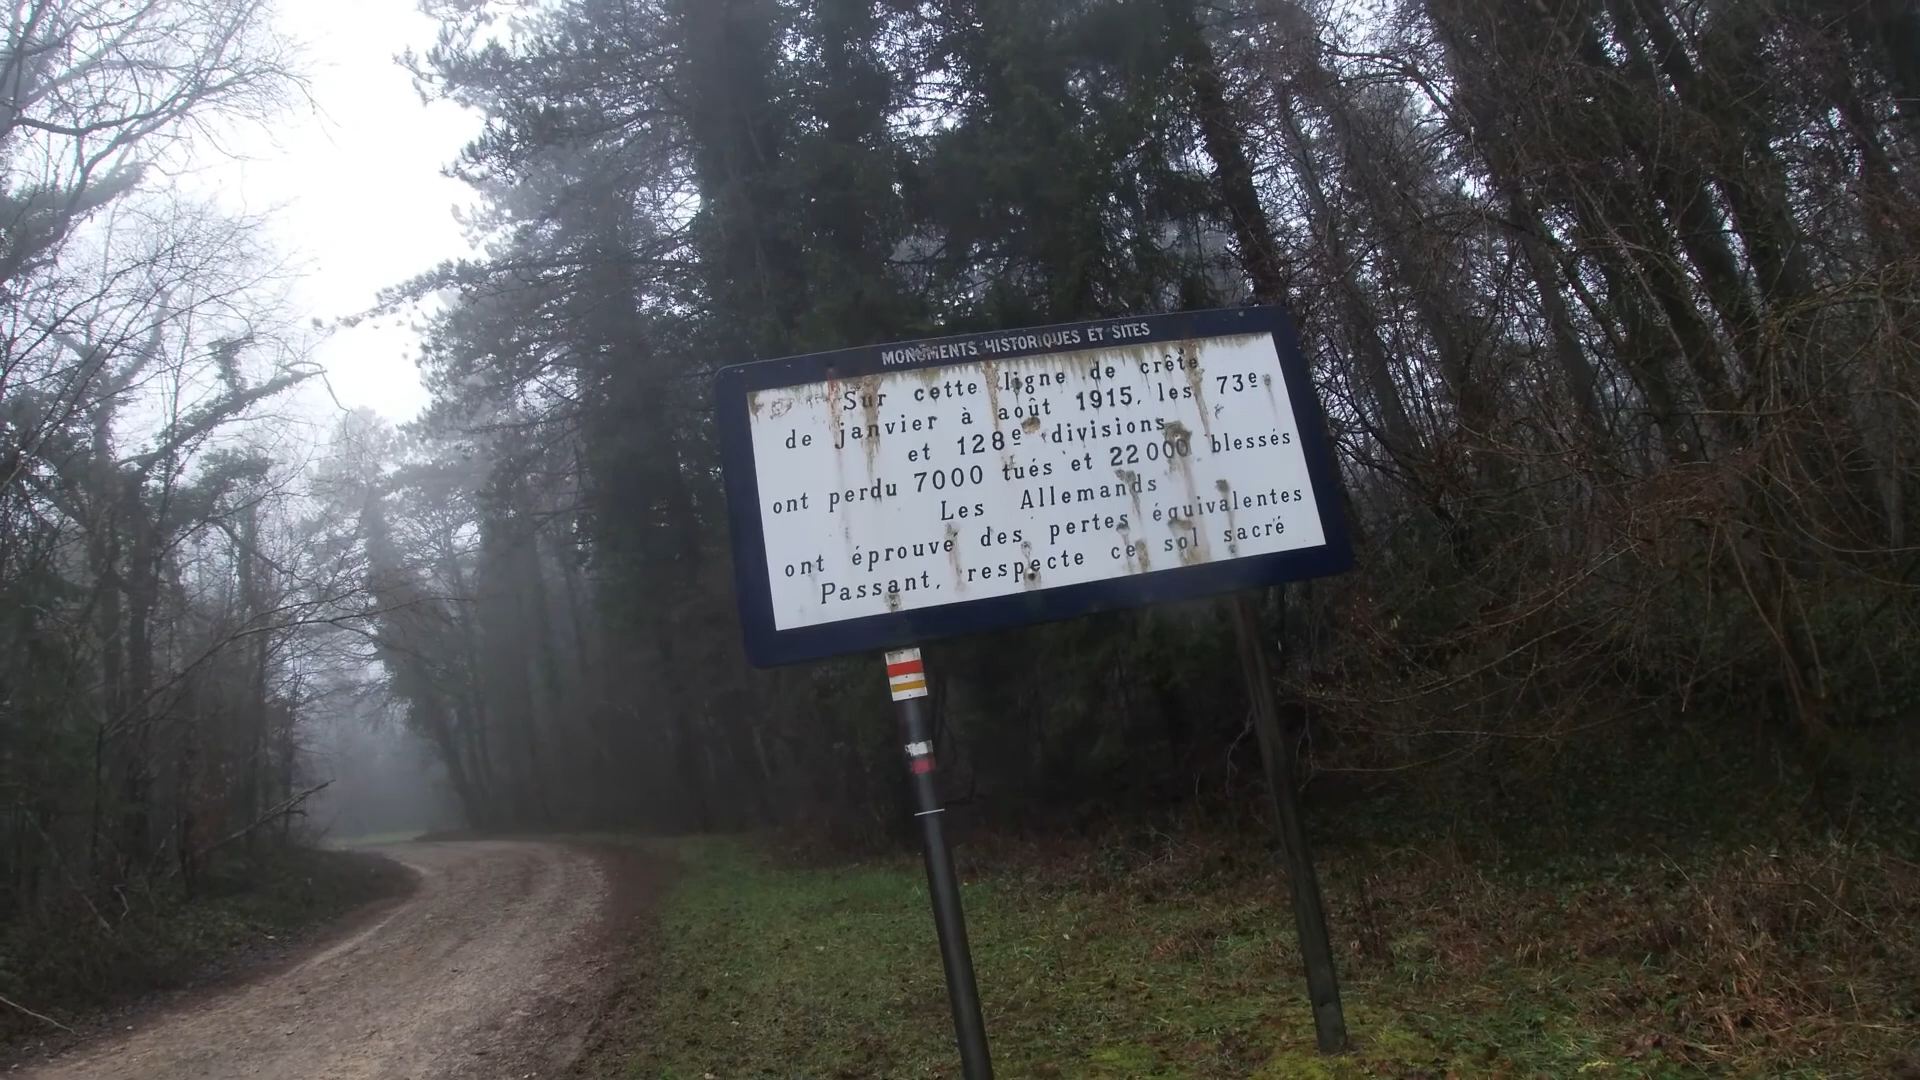 MONUMENTS HISTORIQUES ET SITES
Sur cette ligne de crête
de janvier à août 1915, les 73e
et 128e divisions
ont perdu 7000 tués et 22000 blessés
Les Allemands
ont éprouvé des pertes équivalentes
Passant, respecte ce sol sacré